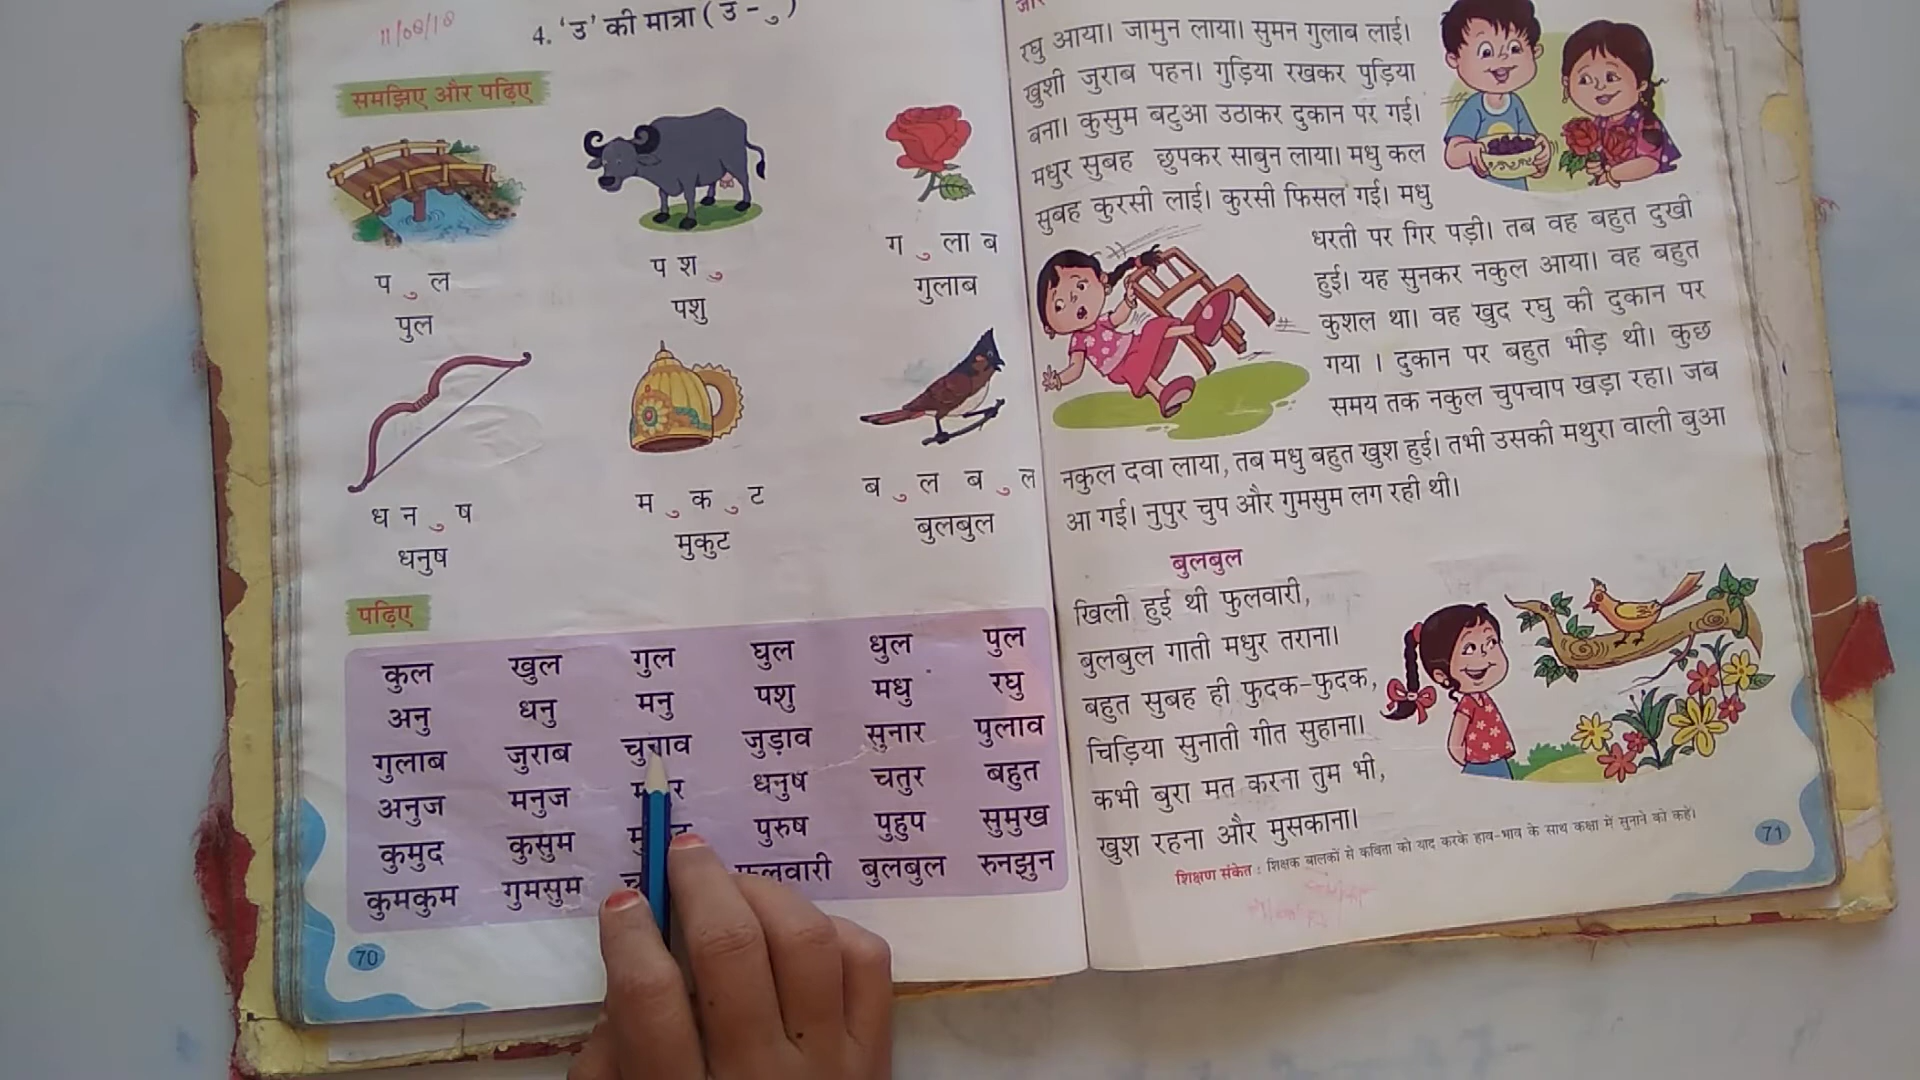 11/08/18
4. 'उ' की मात्रा ( उ - ु )
समझिए और पढ़िए
प ु ल
पुल
प श ु
पशु
ग ु ला ब
गुलाब
ध न ु ष
धनुष
म ु क ु ट
मुकुट
ब ु ल ब ु ल
बुलबुल
पढ़िए
कुल खुल गुल घुल धुल पुल
अनु धनु मनु पशु मधु रघु
गुलाब जुराब चुनाव जुड़ाव सुनार पुलाव
अनुज मनुज धनुष चतुर बहुत
कुमुद कुसुम पुरुष पुहुप सुमुख
कुमकुम गुमसुम फुलवारी बुलबुल रुनझुन
70
रघु आया। जामुन लाया। सुमन गुलाब लाई।
खुशी जुराब पहन। गुड़िया रखकर पुड़िया
बना। कुसुम बटुआ उठाकर दुकान पर गई।
मधुर सुबह छुपकर साबुन लाया। मधु कल
सुबह कुरसी लाई। कुरसी फिसल गई। मधु
धरती पर गिर पड़ी। तब वह बहुत दुखी
हुई। यह सुनकर नकुल आया। वह बहुत
कुशल था। वह खुद रघु की दुकान पर
गया । दुकान पर बहुत भीड़ थी। कुछ
समय तक नकुल चुपचाप खड़ा रहा। जब
नकुल दवा लाया, तब मधु बहुत खुश हुई। तभी उसकी मथुरा वाली बुआ
आ गई। नुपुर चुप और गुमसुम लग रही थी।
बुलबुल
खिली हुई थी फुलवारी,
बुलबुल गाती मधुर तराना।
बहुत सुबह ही फुदक-फुदक,
चिड़िया सुनाती गीत सुहाना।
कभी बुरा मत करना तुम भी,
खुश रहना और मुसकाना।
शिक्षण संकेत : शिक्षक बालकों से कविता को याद करके हाव-भाव के साथ कक्षा में सुनाने को कहें।
71